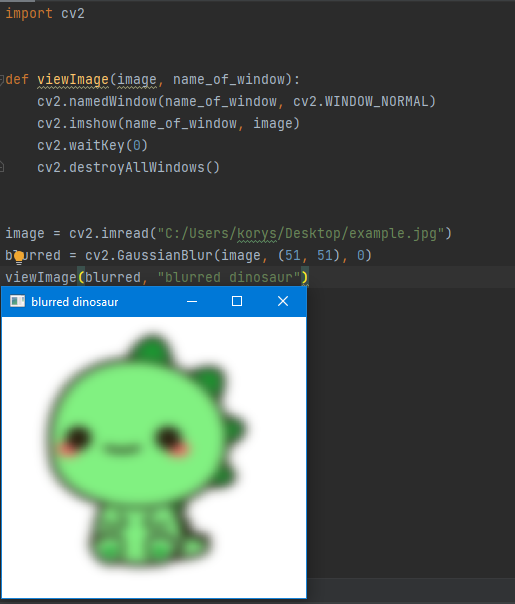 import cv2
def viewImage(image, name_of_window):
cv2.namedWindow(name_of_window, cv2.WINDOW_NORMAL)
cv2.imshow(name_of_window, image)
cv2.waitKey(0)
cv2.destroyAllWindows()
image = cv2.imread("C:/Users/korys/Desktop/example.jpg")
blurred = cv2.GaussianBlur(image, (51, 51), 0)
viewImage(blurred, "blurred dinosaur")
blurred dinosaur